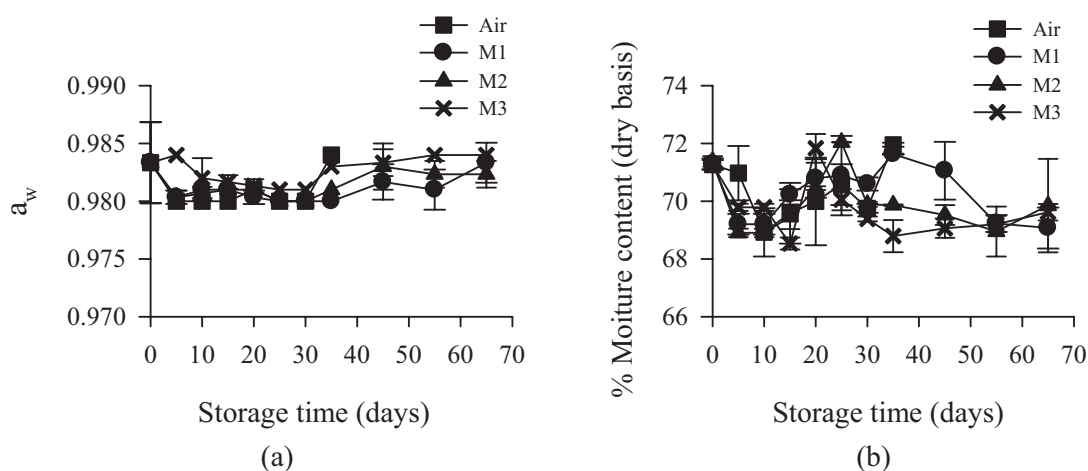 Air
M1
M2
M3
0.990
0.985
0.980
0.975
0.970
a_w
0 10 20 30 40 50 60 70
Storage time (days)
(a)
Air
M1
M2
M3
74
72
70
68
66
% Moiture content (dry basis)
0 10 20 30 40 50 60 70
Storage time (days)
(b)